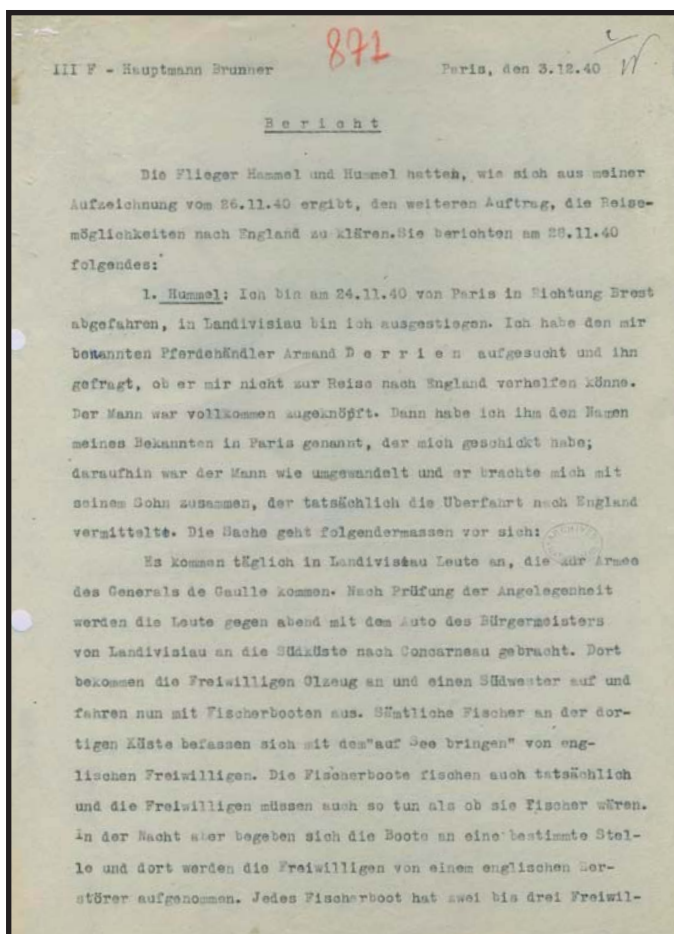 871
III F - Hauptmann Brunner Paris, den 3.12.40
B e r i c h t
Die Flieger Hammel und Hummel hatten, wie sich aus meiner
Aufzeichnung vom 26.11.40 ergibt, den weiteren Auftrag, die Reise-
möglichkeiten nach England zu klären.Sie berichten am 28.11.40
folgendes:
1. Hummel: Ich bin am 24.11.40 von Paris in Richtung Brest
abgefahren, in Landivisiau bin ich ausgestiegen. Ich habe den mir
benannten Pferdehändler Armand D e r r i e n aufgesucht und ihn
gefragt, ob er mir nicht zur Reise nach England verhelfen könne.
Der Mann war vollkommen zugeknöpft. Dann habe ich ihm den Namen
meines Bekannten in Paris genannt, der mich geschickt habe;
daraufhin war der Mann wie umgewandelt und er brachte mich mit
seinem Sohn zusammen, der tatsächlich die Überfahrt nach England
vermittelte. Die Sache geht folgendermassen vor sich:
Es kommen täglich in Landivisiau Leute an, die zur Armee
des Generals de Gaulle kommen. Nach Prüfung der Angelegenheit
werden die Leute gegen abend mit dem Auto des Bürgermeisters
von Landivisiau an die Südküste nach Concarneau gebracht. Dort
bekommen die Freiwilligen Ölzeug an und einen Südwester auf und
fahren nun mit Fischerbooten aus. Sämtliche Fischer an der dor-
tigen Küste befassen sich mit dem"auf See bringen" von eng-
lischen Freiwilligen. Die Fischerboote fischen auch tatsächlich
und die Freiwilligen müssen auch so tun als ob sie Fischer wären.
In der Nacht aber begeben sich die Boote an eine bestimmte Stel-
le und dort werden die Freiwilligen von einem englischen Zer-
störer aufgenommen. Jedes Fischerboot hat zwei bis drei Freiwil-